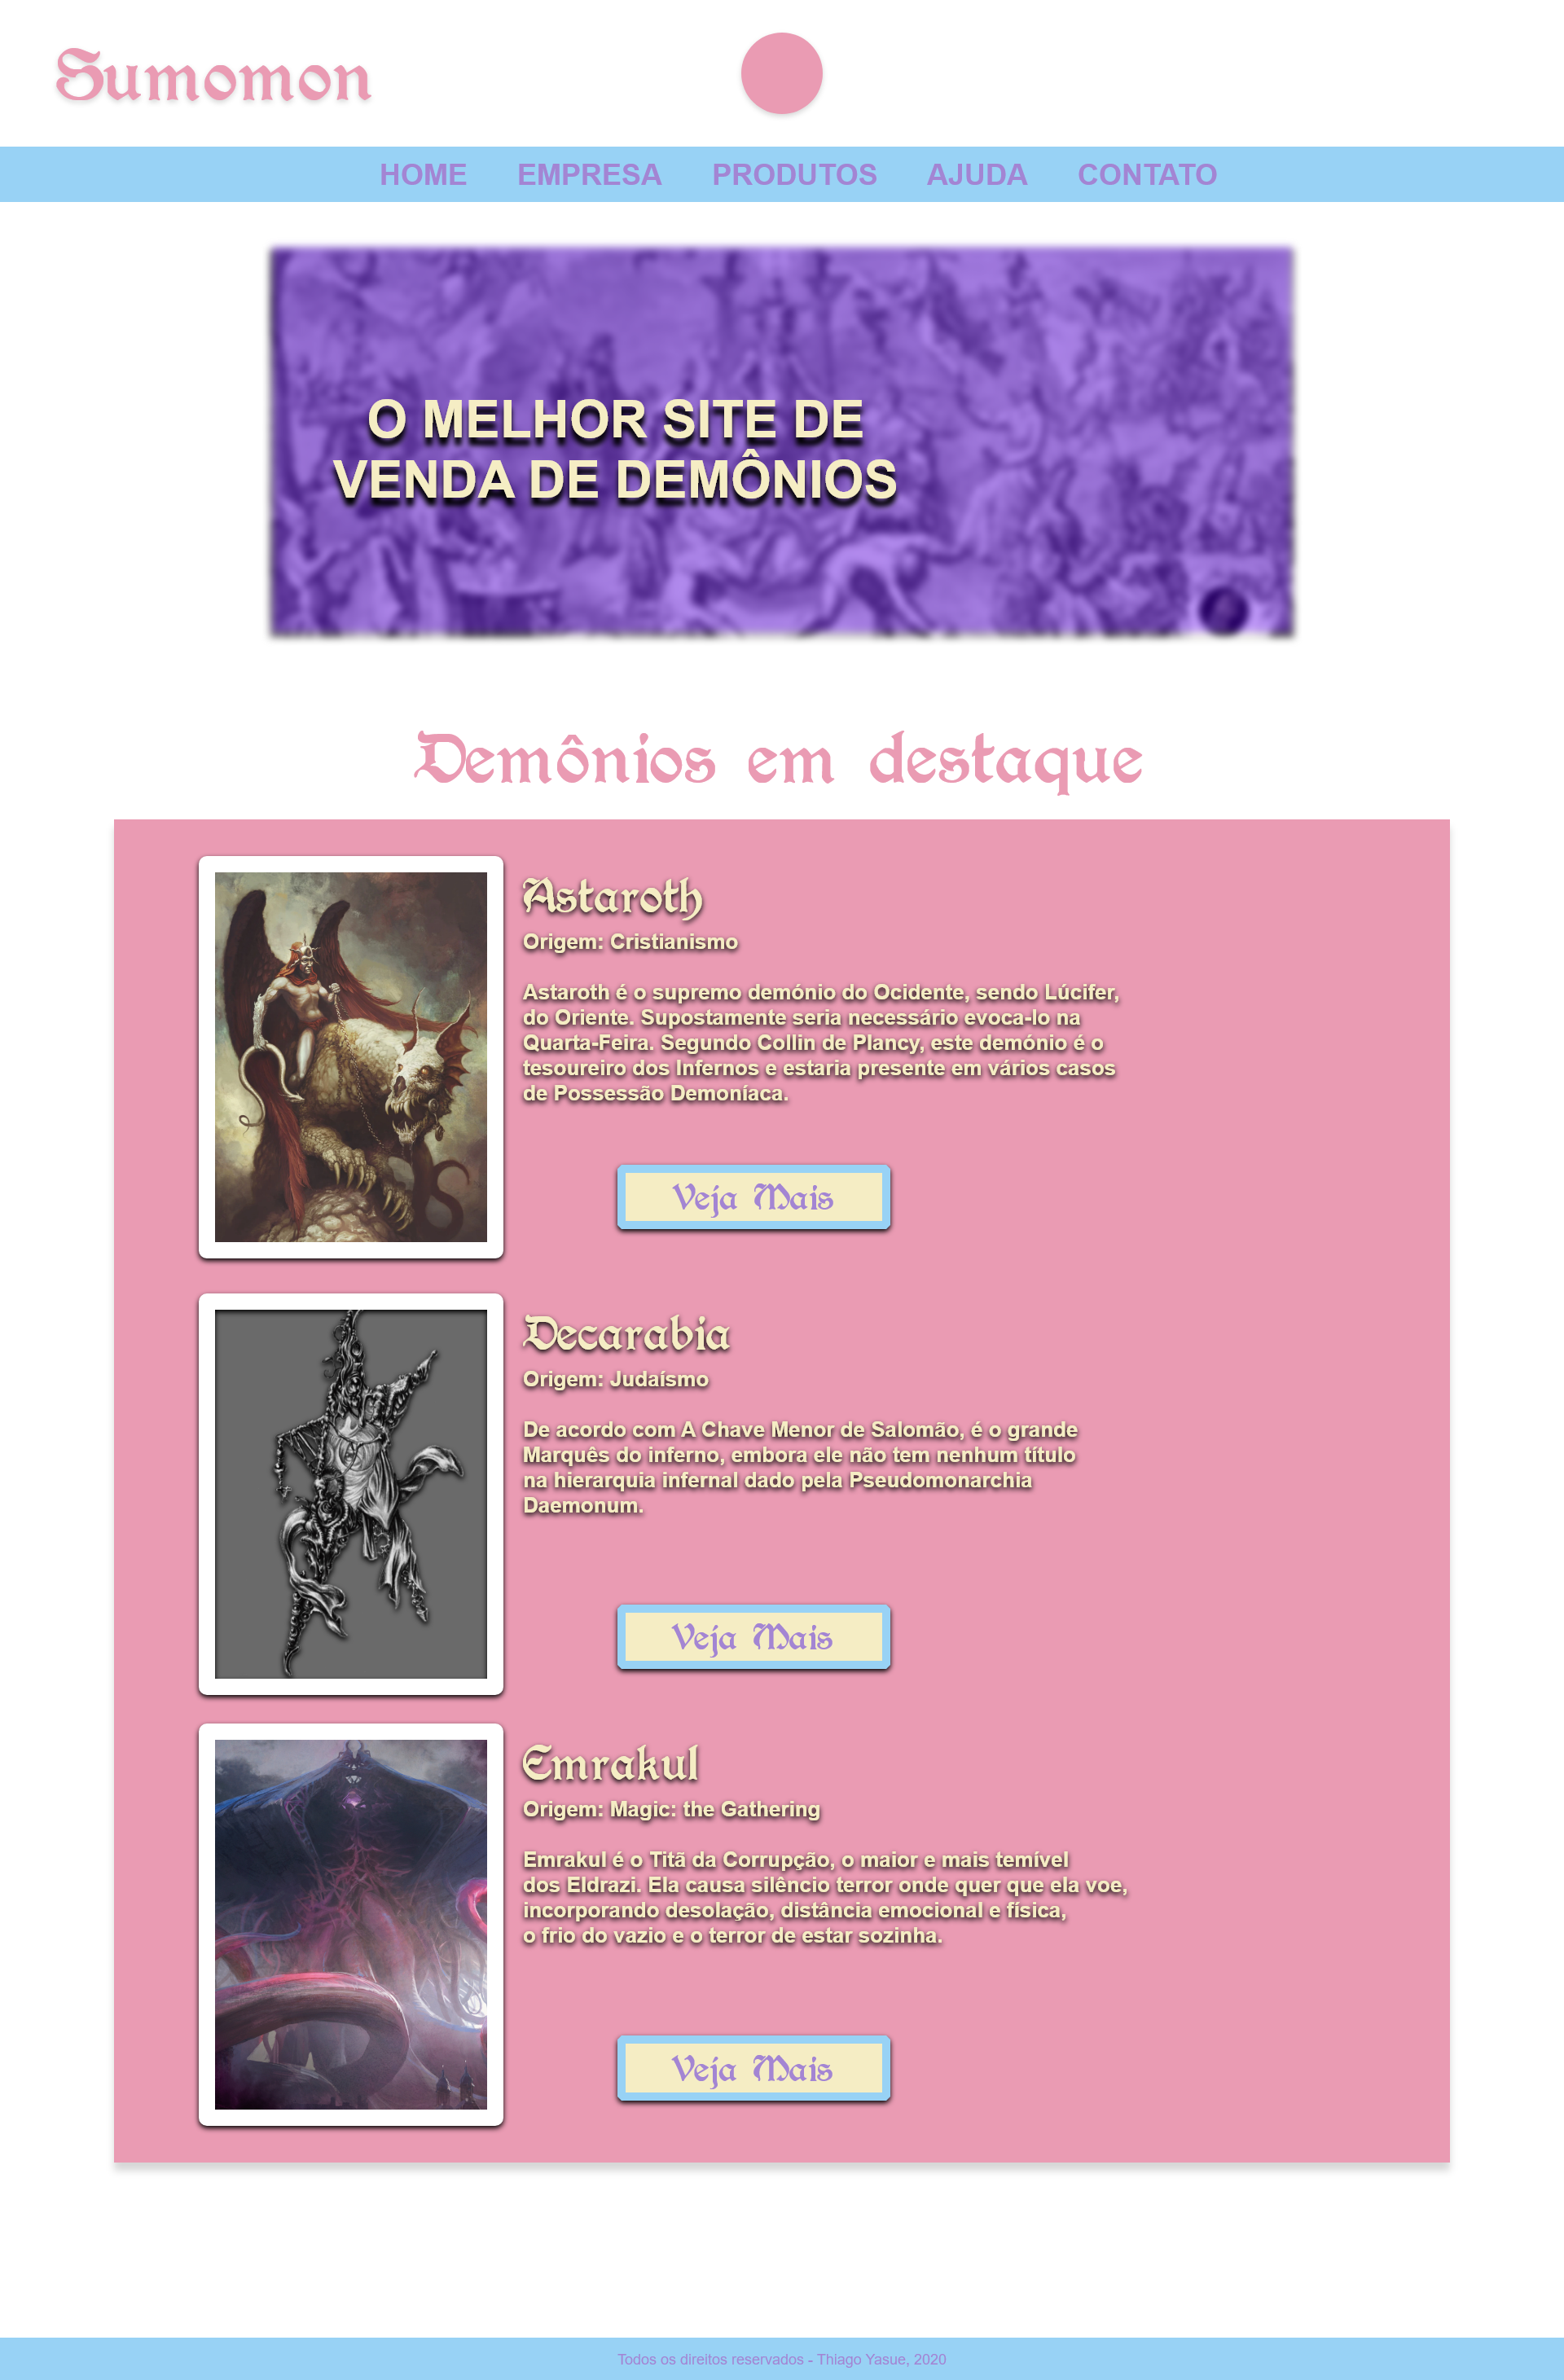 Sumomon
HOME EMPRESA PRODUTOS AJUDA CONTATO
O MELHOR SITE DE
VENDA DE DEMÔNIOS
Demônios em destaque
Astaroth
Origem: Cristianismo
Astaroth é o supremo demónio do Ocidente, sendo Lúcifer,
do Oriente. Supostamente seria necessário evoca-lo na
Quarta-Feira. Segundo Collin de Plancy, este demónio é o
tesoureiro dos Infernos e estaria presente em vários casos
de Possessão Demoníaca.
Veja Mais
Decarabia
Origem: Judaísmo
De acordo com A Chave Menor de Salomão, é o grande
Marquês do inferno, embora ele não tem nenhum título
na hierarquia infernal dado pela Pseudomonarchia
Daemonum.
Veja Mais
Emrakul
Origem: Magic: the Gathering
Emrakul é o Titã da Corrupção, o maior e mais temível
dos Eldrazi. Ela causa silêncio terror onde quer que ela voe,
incorporando desolação, distância emocional e física,
o frio do vazio e o terror de estar sozinha.
Veja Mais
Todos os direitos reservados - Thiago Yasue, 2020